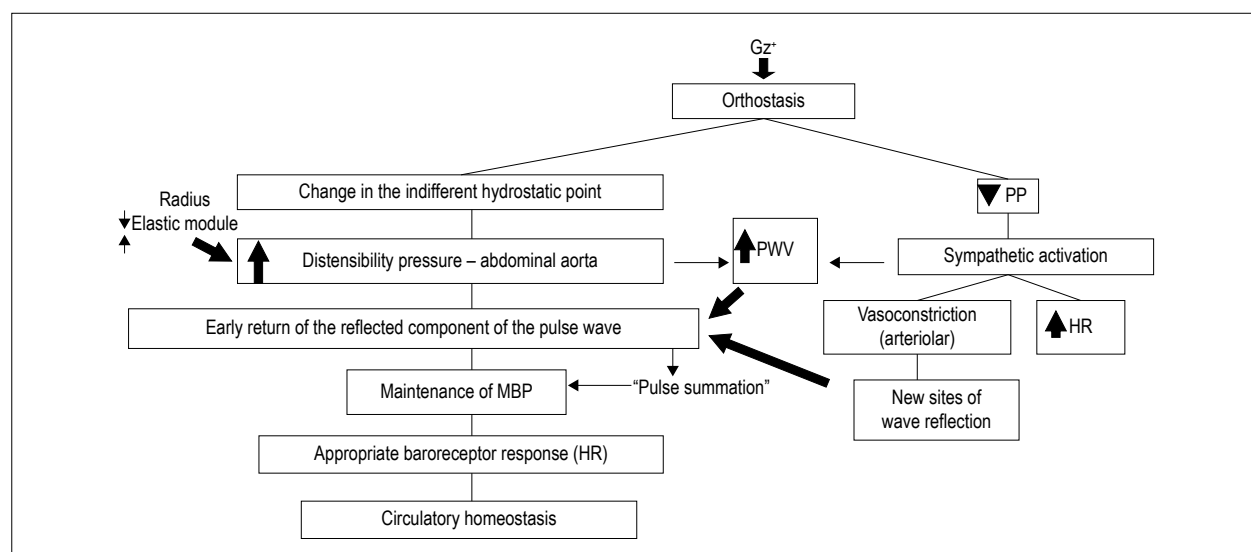 Gz+
Orthostasis
Change in the indifferent hydrostatic point
PP
Radius
Elastic module
Distensibility pressure – abdominal aorta
PWV
Sympathetic activation
Early return of the reflected component of the pulse wave
Vasoconstriction
(arteriolar)
HR
Maintenance of MBP
“Pulse summation”
New sites of
wave reflection
Appropriate baroreceptor response (HR)
Circulatory homeostasis